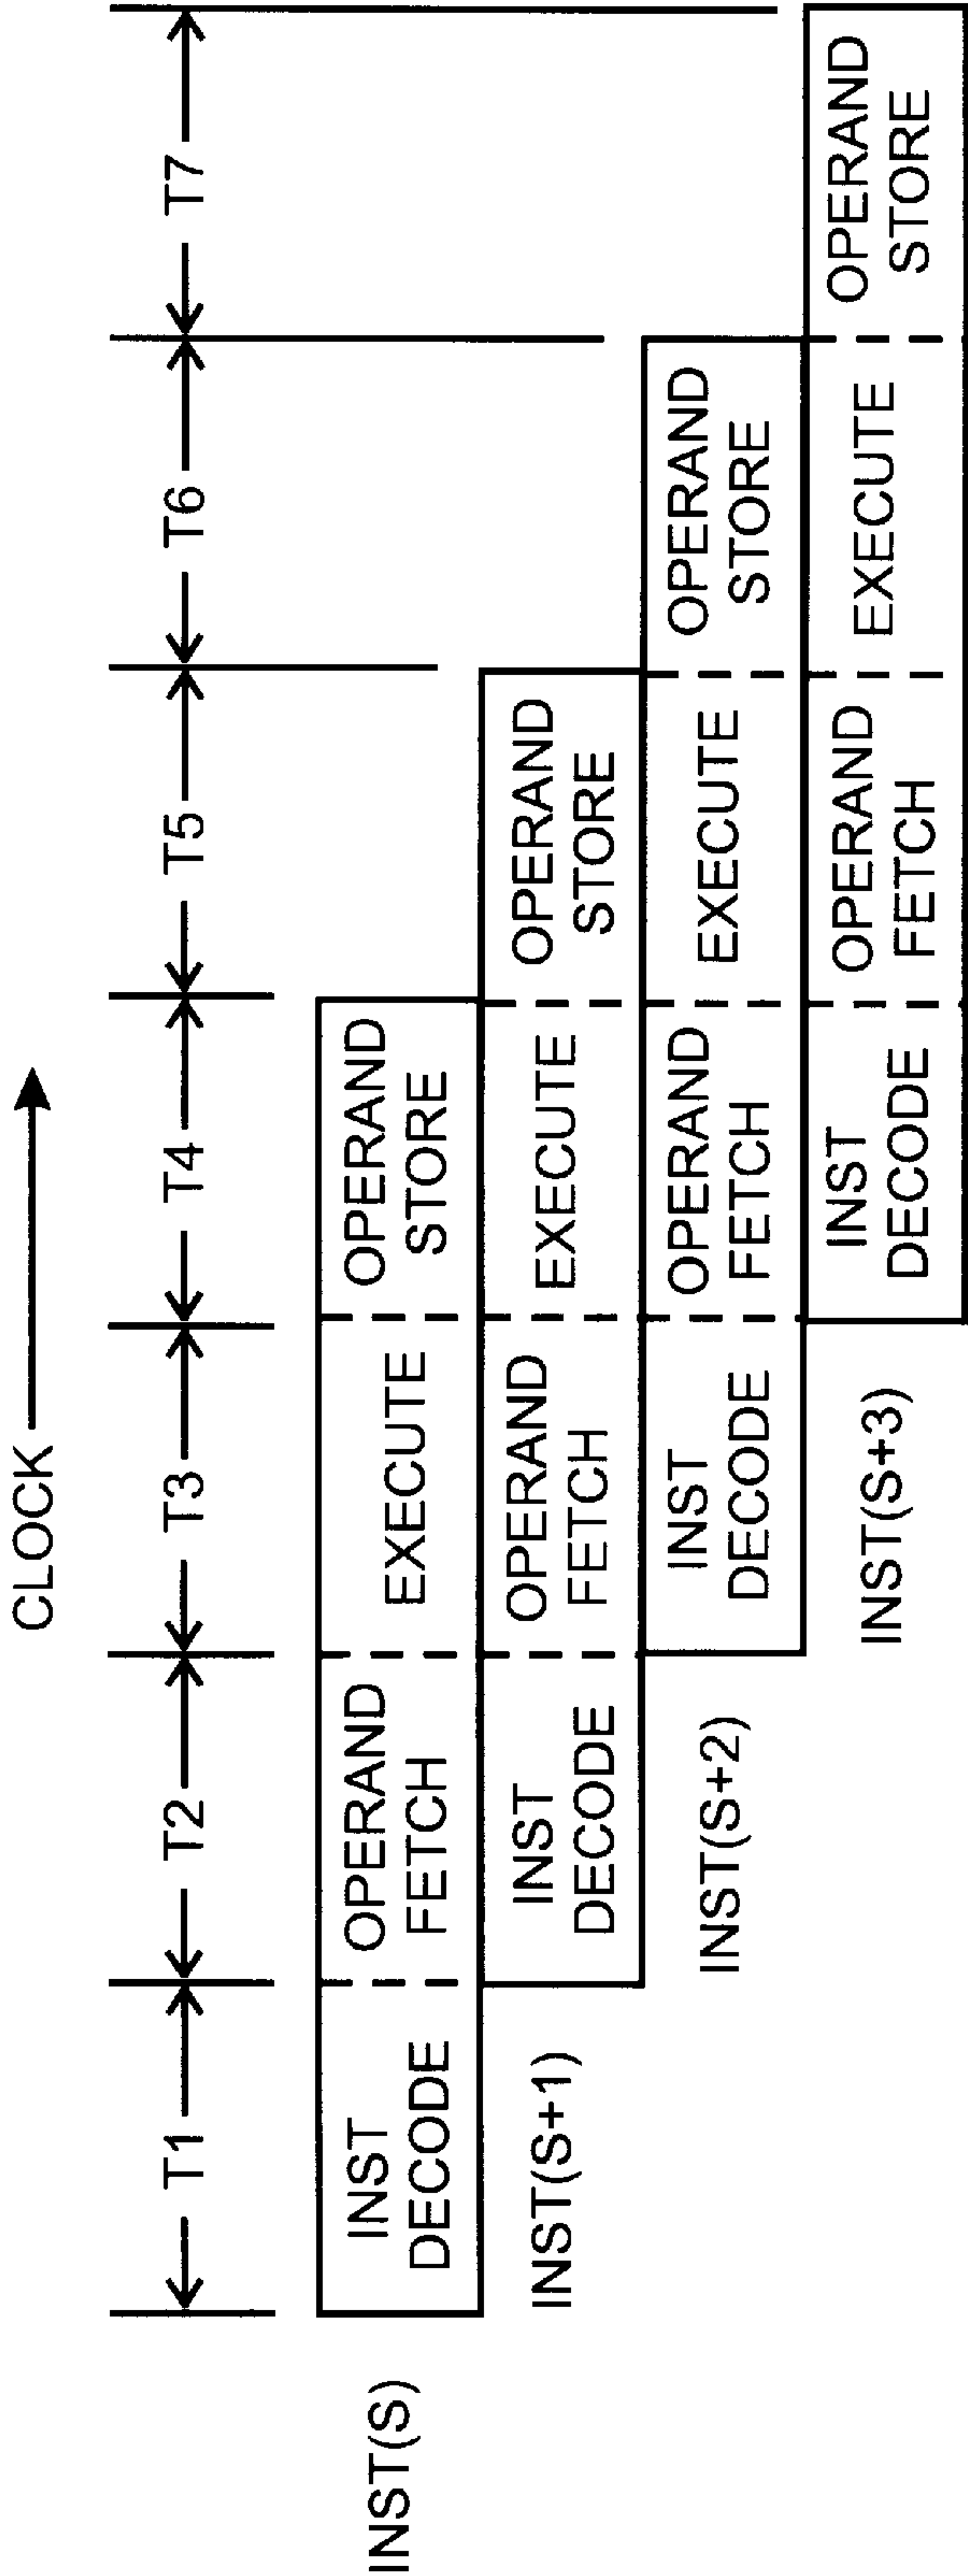 CLOCK
T1 T2 T3 T4 T5 T6 T7
INST(S)
INST
DECODE
OPERAND
FETCH
EXECUTE
OPERAND
STORE
INST(S+1)
INST
DECODE
OPERAND
FETCH
EXECUTE
OPERAND
STORE
INST(S+2)
INST
DECODE
OPERAND
FETCH
EXECUTE
OPERAND
STORE
INST(S+3)
INST
DECODE
OPERAND
FETCH
EXECUTE
OPERAND
STORE